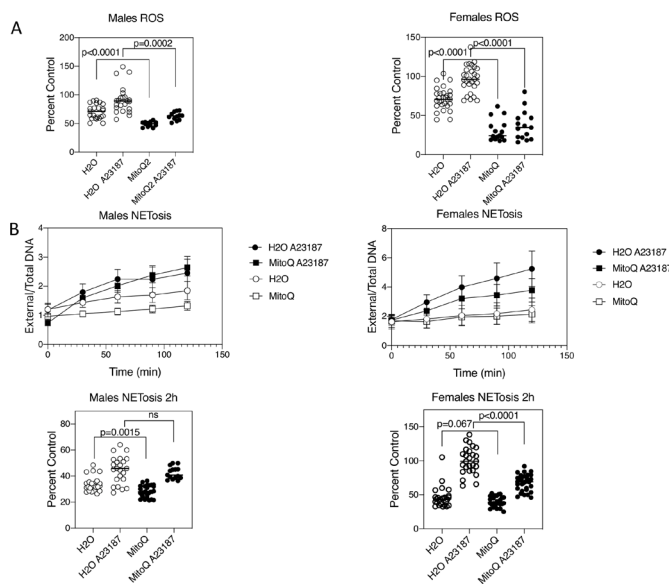 A
Males ROS
Percent Control
200
150
100
50
0
p<0.0001
p=0.0002
H2O
H2O A23187
MitoQ2
MitoQ2 A23187
Females ROS
Percent Control
150
100
50
0
p<0.0001
p<0.0001
H2O
H2O A23187
MitoQ
MitoQ A23187
B
Males NETosis
External/Total DNA
4
3
2
1
0
0
50
100
150
Time (min)
H2O A23187
MitoQ A23187
H2O
MitoQ
Females NETosis
External/Total DNA
8
6
4
2
0
0
50
100
150
Time (min)
H2O A23187
MitoQ A23187
H2O
MitoQ
Males NETosis 2h
Percent Control
80
60
40
20
0
p=0.0015
ns
H2O
H2O A23187
MitoQ
MitoQ A23187
Females NETosis 2h
Percent Control
150
100
50
0
p=0.067
p<0.0001
H2O
H2O A23187
MitoQ
MitoQ A23187